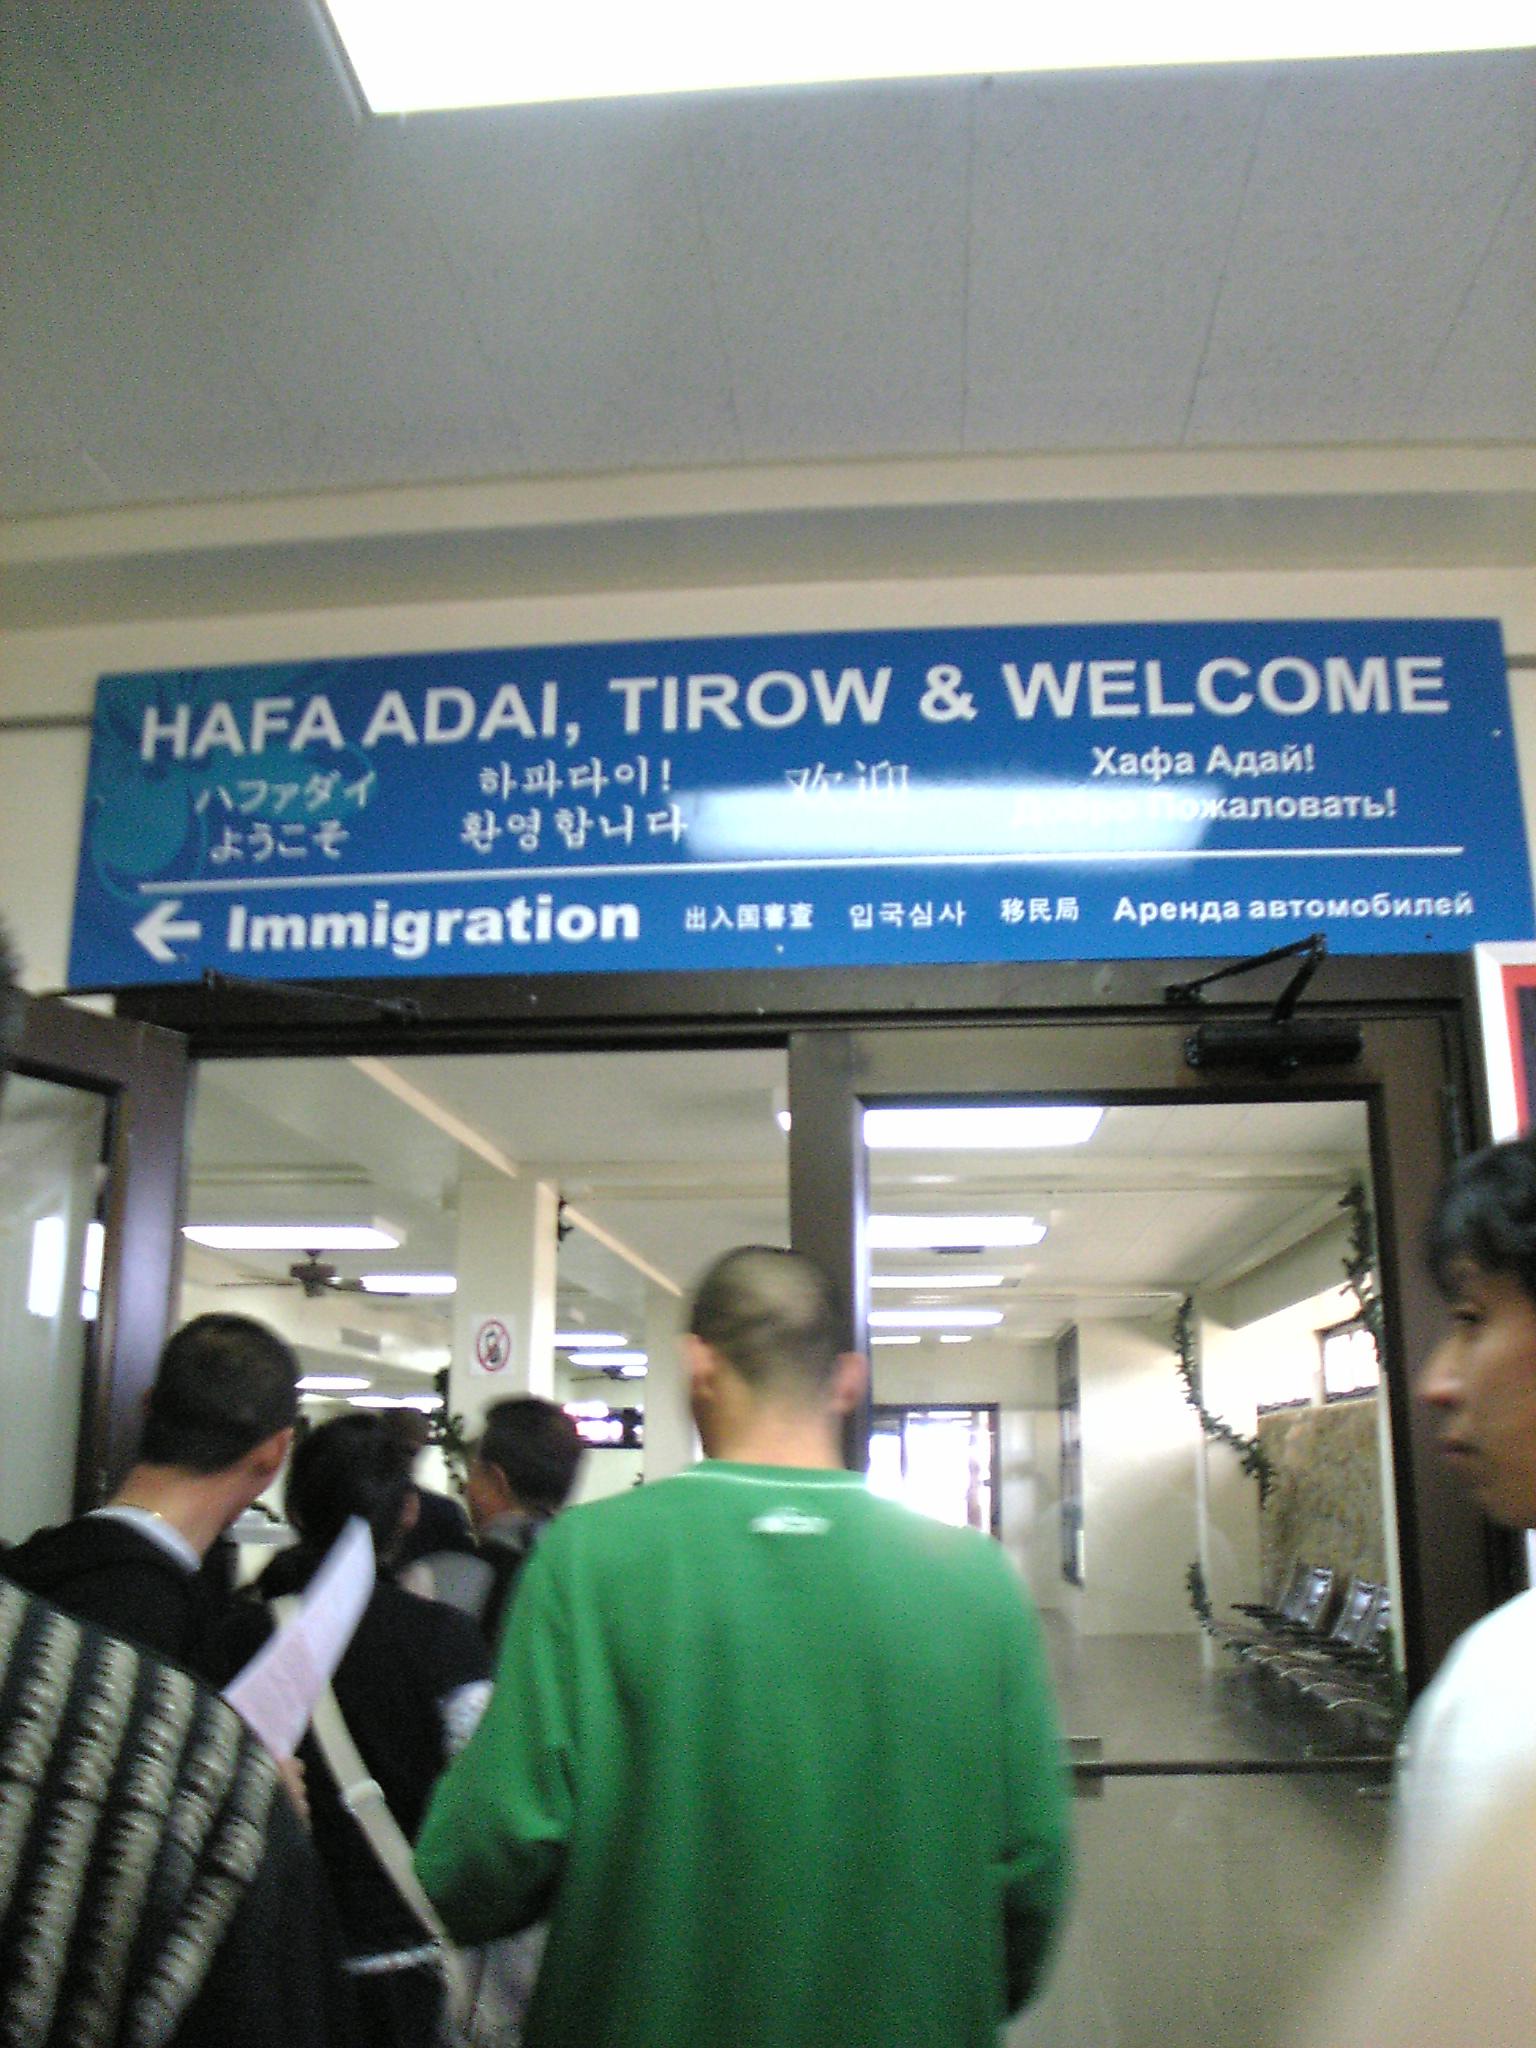 HAFA ADAI, TIROW & WELCOME
ハファダイ
ようこそ
하파다이!
환영합니다
欢迎
Хафа Адай!
Добро Пожаловать!
← Immigration 出入国審査 입국심사 移民局 Аренда автомобилей